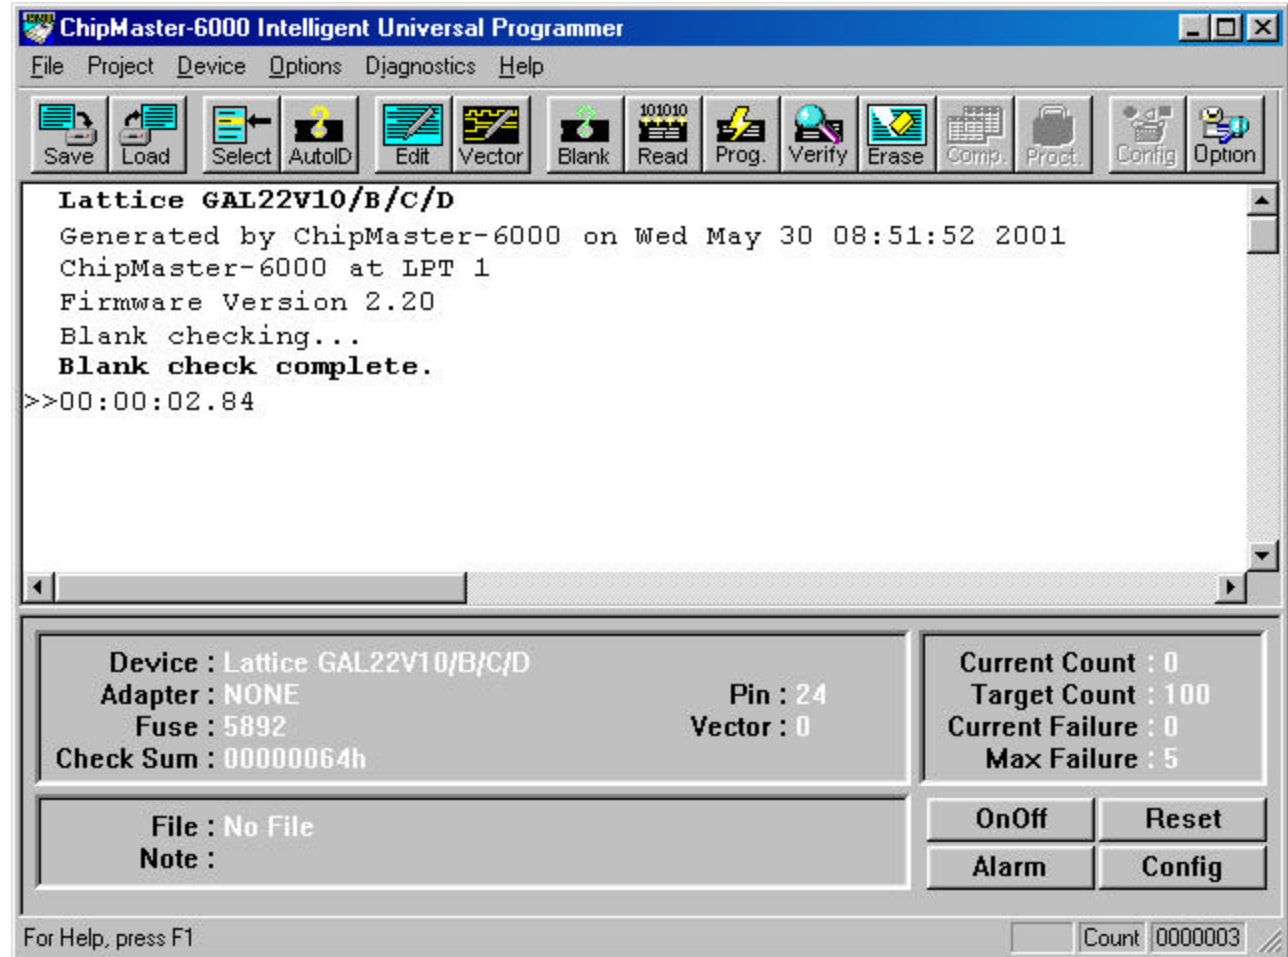 ChipMaster-6000 Intelligent Universal Programmer
File Project Device Options Diagnostics Help
101010
Save Load Select AutoID Edit Vector Blank Read Prog. Verify Erase Comp. Proct. Config Option
Lattice GAL22V10/B/C/D
Generated by ChipMaster-6000 on Wed May 30 08:51:52 2001
ChipMaster-6000 at LPT 1
Firmware Version 2.20
Blank checking...
Blank check complete.
>>00:00:02.84
Device : Lattice GAL22V10/B/C/D
Adapter : NONE Pin : 24
Fuse : 5892 Vector : 0
Check Sum : 00000064h
Current Count : 0
Target Count : 100
Current Failure : 0
Max Failure : 5
File : No File
Note :
OnOff Reset
Alarm Config
For Help, press F1 Count 0000003